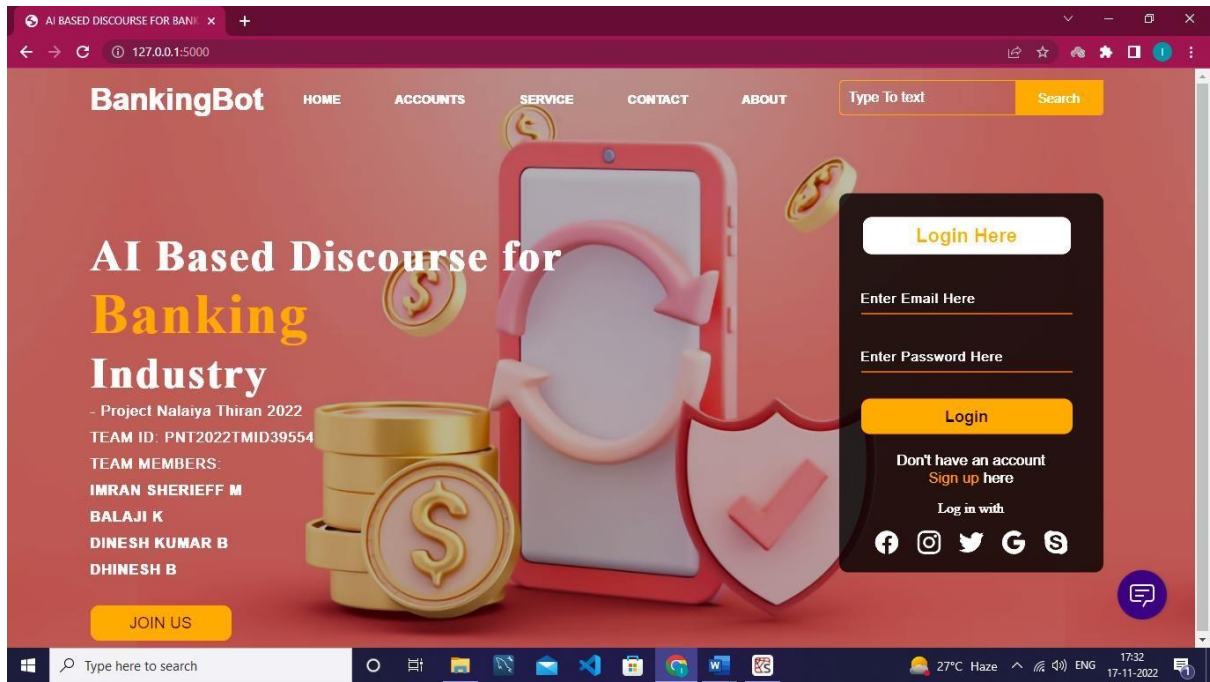 AI BASED DISCOURSE FOR BANK
127.0.0.1:5000
BankingBot HOME ACCOUNTS SERVICE CONTACT ABOUT Type To text Search
AI Based Discourse for
Banking
Industry
- Project Nalaiya Thiran 2022
TEAM ID: PNT2022TMID39554
TEAM MEMBERS:
IMRAN SHERIEFF M
BALAJI K
DINESH KUMAR B
DHINESH B
JOIN US
Login Here
Enter Email Here
Enter Password Here
Login
Don't have an account
Sign up here
Log in with
Type here to search
27°C Haze
ENG
17:32
17-11-2022